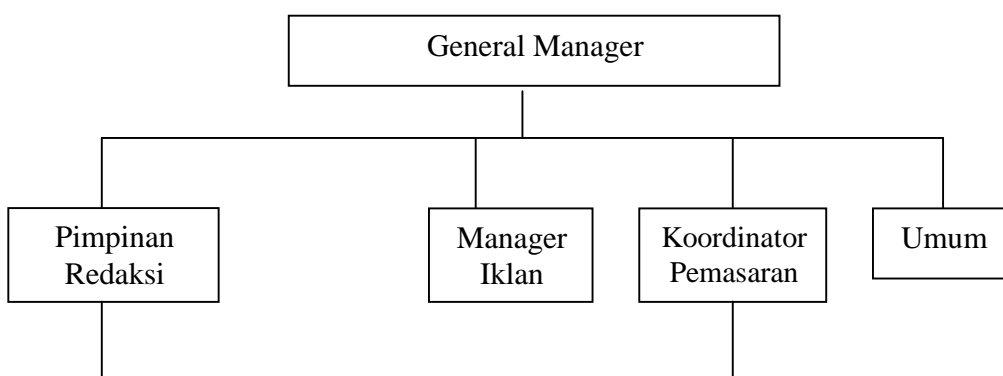 General Manager
Pimpinan
Redaksi
Manager
Iklan
Koordinator
Pemasaran
Umum